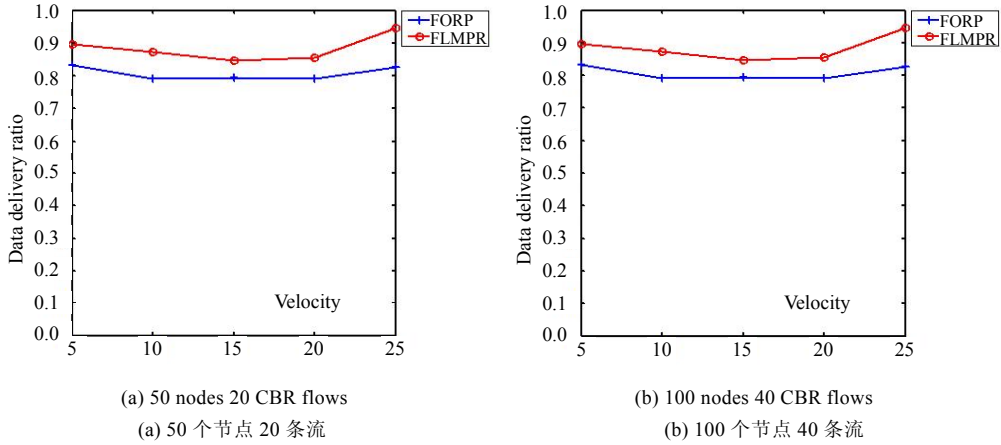 1.0
0.9
0.8
0.7
0.6
0.5
0.4
0.3
0.2
0.1
0.0
Data delivery ratio
FORP
FLMPR
Velocity
5 10 15 20 25
(a) 50 nodes 20 CBR flows
(a) 50 个节点 20 条流
1.0
0.9
0.8
0.7
0.6
0.5
0.4
0.3
0.2
0.1
0.0
Data delivery ratio
FORP
FLMPR
Velocity
5 10 15 20 25
(b) 100 nodes 40 CBR flows
(b) 100 个节点 40 条流